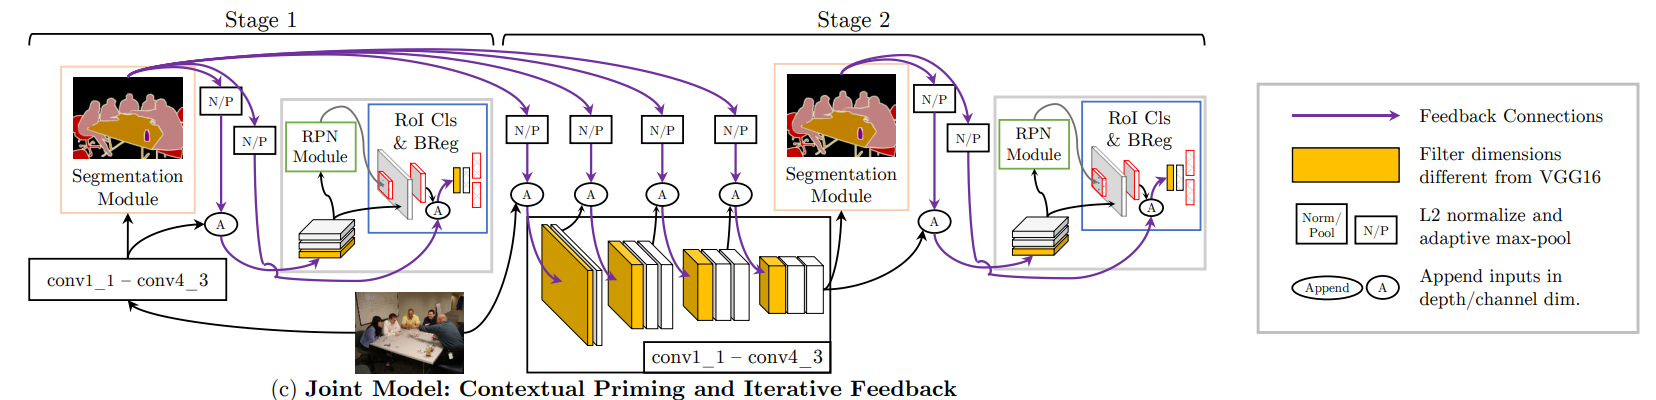 Stage 1
Stage 2
N/P
N/P
Segmentation
Module
RPN
Module
RoI Cls
& BReg
A
A
conv1_1 – conv4_3
N/P
N/P
N/P
N/P
A
A
A
A
conv1_1 – conv4_3
Segmentation
Module
N/P
N/P
A
RPN
Module
RoI Cls
& BReg
A
Feedback Connections
Filter dimensions
different from VGG16
Norm/
Pool
N/P
L2 normalize and
adaptive max-pool
Append
A
Append inputs in
depth/channel dim.
(c) Joint Model: Contextual Priming and Iterative Feedback